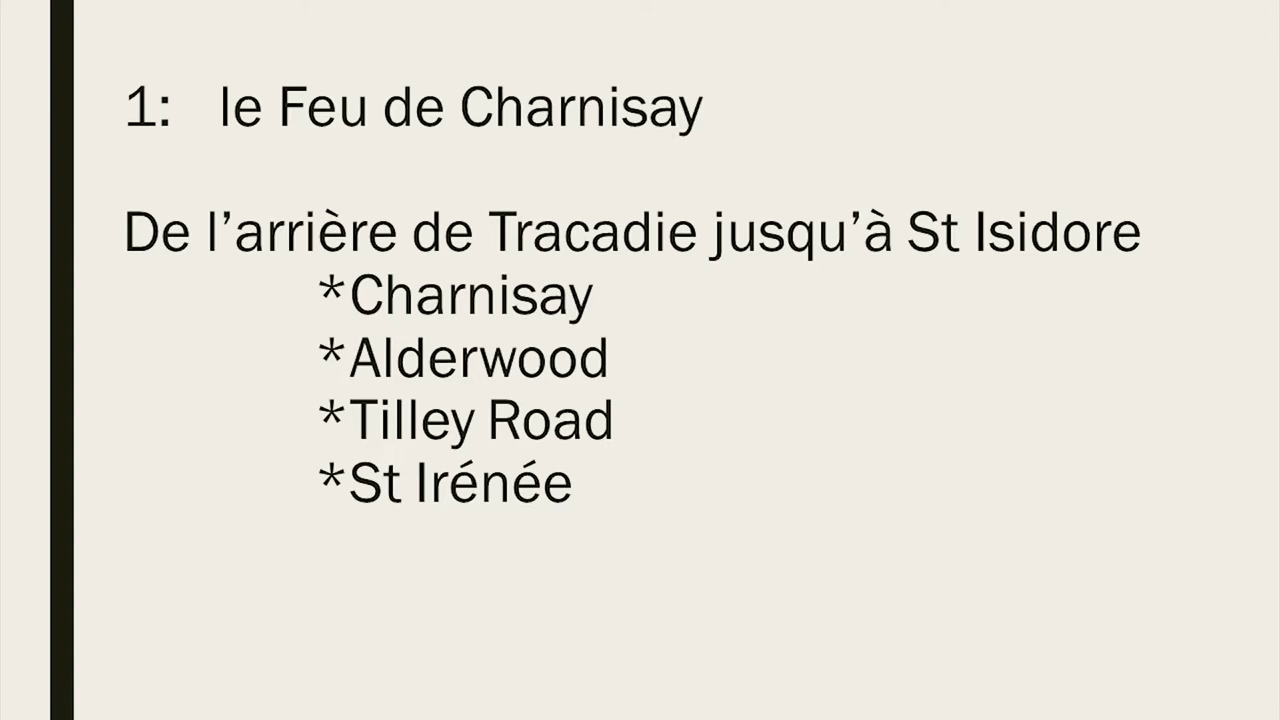 1: le Feu de Charnisay
De l’arrière de Tracadie jusqu’à St Isidore
*Charnisay
*Alderwood
*Tilley Road
*St Irénée